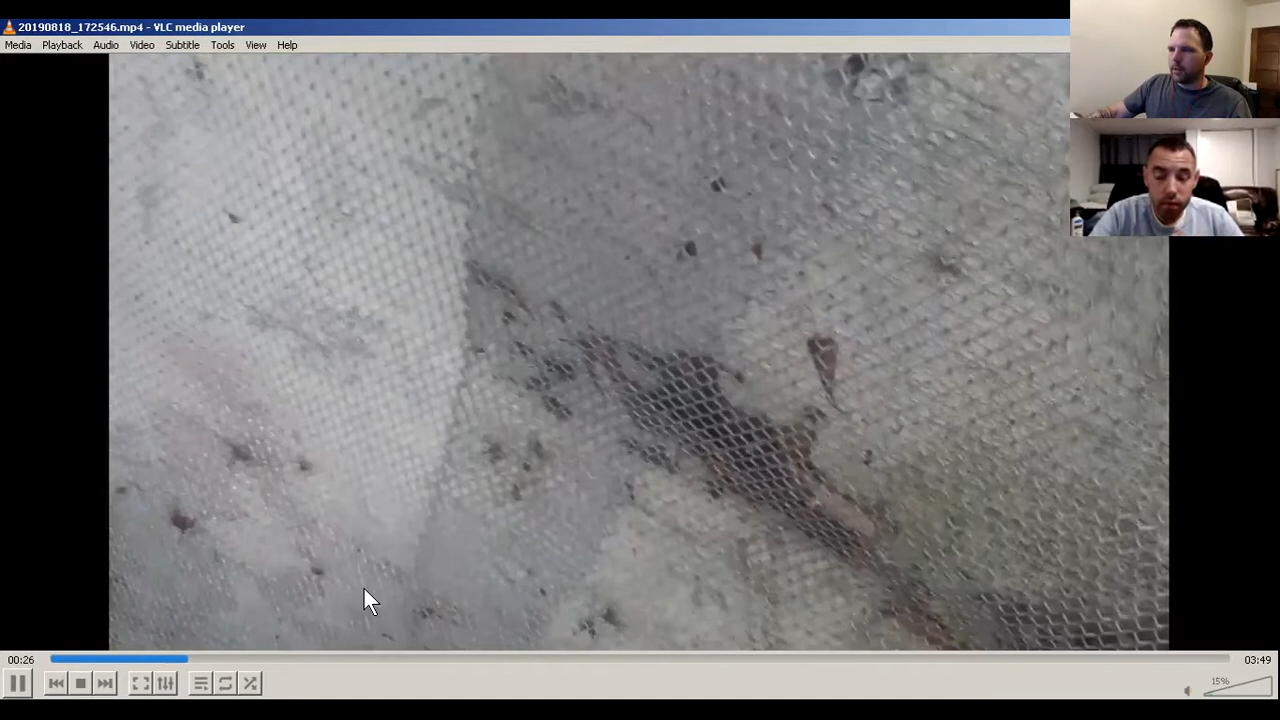 20190818_172546.mp4 - VLC media player
Media Playback Audio Video Subtitle Tools View Help
00:26
03:49
15%